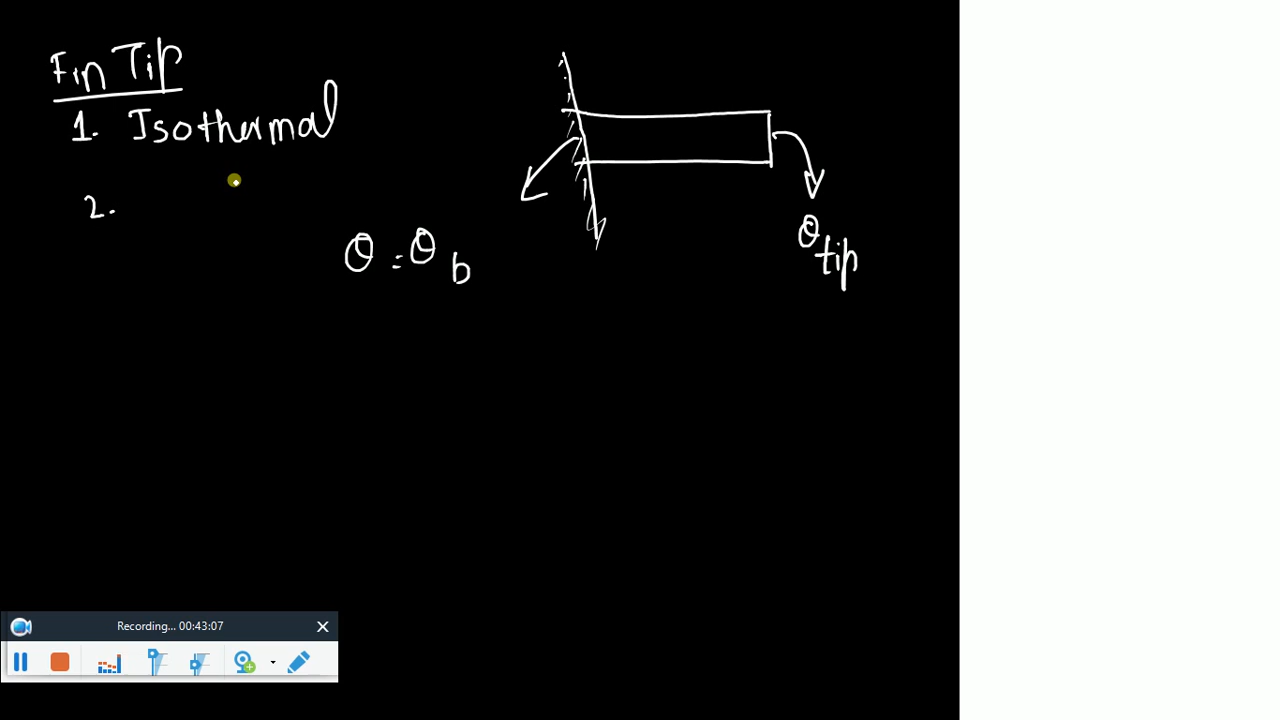 Fin Tip
1. Isothermal
2.
θ = θb
θtip
Recording... 00:43:07